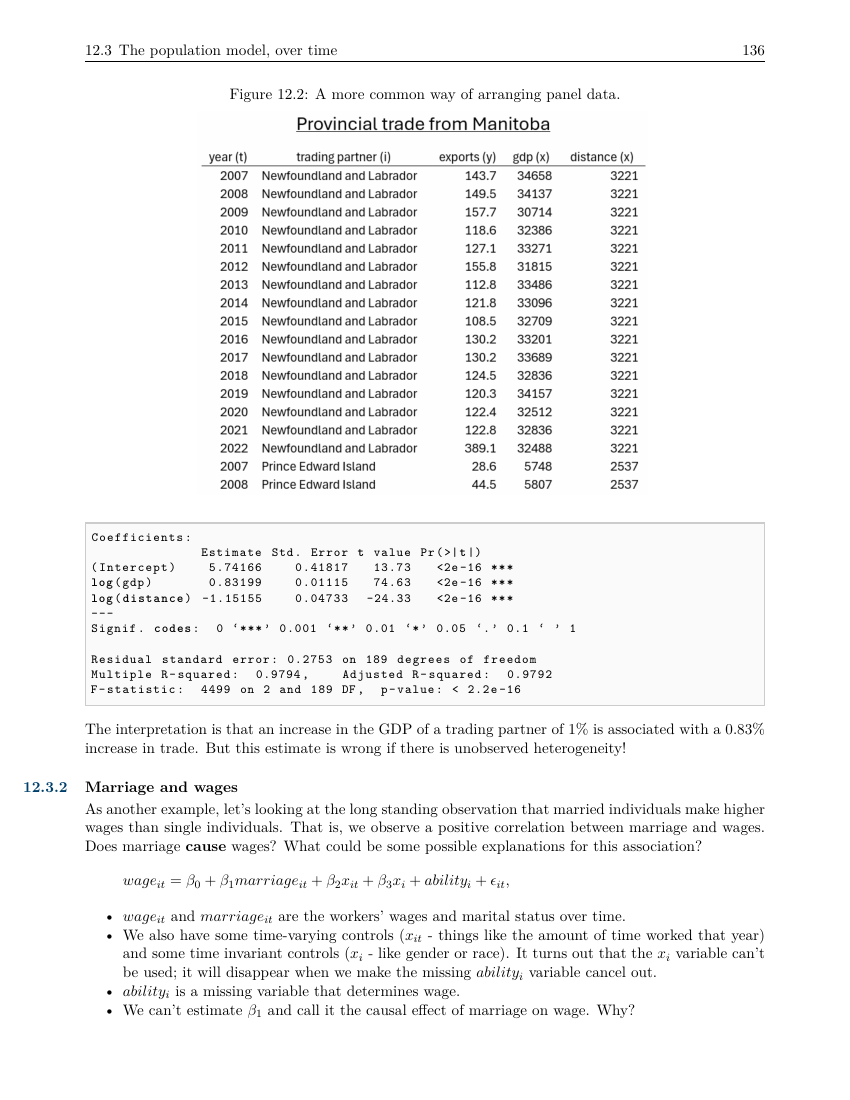 12.3 The population model, over time 136
Figure 12.2: A more common way of arranging panel data.
Provincial trade from Manitoba
year (t) trading partner (i) exports (y) gdp (x) distance (x)
2007 Newfoundland and Labrador 143.7 34658 3221
2008 Newfoundland and Labrador 149.5 34137 3221
2009 Newfoundland and Labrador 157.7 30714 3221
2010 Newfoundland and Labrador 118.6 32386 3221
2011 Newfoundland and Labrador 127.1 33271 3221
2012 Newfoundland and Labrador 155.8 31815 3221
2013 Newfoundland and Labrador 112.8 33486 3221
2014 Newfoundland and Labrador 121.8 33096 3221
2015 Newfoundland and Labrador 108.5 32709 3221
2016 Newfoundland and Labrador 130.2 33201 3221
2017 Newfoundland and Labrador 130.2 33689 3221
2018 Newfoundland and Labrador 124.5 32836 3221
2019 Newfoundland and Labrador 120.3 34157 3221
2020 Newfoundland and Labrador 122.4 32512 3221
2021 Newfoundland and Labrador 122.8 32836 3221
2022 Newfoundland and Labrador 389.1 32488 3221
2007 Prince Edward Island 28.6 5748 2537
2008 Prince Edward Island 44.5 5807 2537
Coefficients:
Estimate Std. Error t value Pr(>|t|)
(Intercept) 5.74166 0.41817 13.73 <2e-16 ***
log(gdp) 0.83199 0.01115 74.63 <2e-16 ***
log(distance) -1.15155 0.04733 -24.33 <2e-16 ***
---
Signif. codes: 0 ‘***’ 0.001 ‘**’ 0.01 ‘*’ 0.05 ‘.’ 0.1 ‘ ’ 1
Residual standard error: 0.2753 on 189 degrees of freedom
Multiple R-squared: 0.9794, Adjusted R-squared: 0.9792
F-statistic: 4499 on 2 and 189 DF, p-value: < 2.2e-16
The interpretation is that an increase in the GDP of a trading partner of 1% is associated with a 0.83%
increase in trade. But this estimate is wrong if there is unobserved heterogeneity!
12.3.2 Marriage and wages
As another example, let’s looking at the long standing observation that married individuals make higher
wages than single individuals. That is, we observe a positive correlation between marriage and wages.
Does marriage cause wages? What could be some possible explanations for this association?
wage_it = β0 + β1marriage_it + β2x_it + β3x_i + ability_i + ϵ_it,
• wage_it and marriage_it are the workers’ wages and marital status over time.
• We also have some time-varying controls (x_it - things like the amount of time worked that year)
and some time invariant controls (x_i - like gender or race). It turns out that the x_i variable can’t
be used; it will disappear when we make the missing ability_i variable cancel out.
• ability_i is a missing variable that determines wage.
• We can’t estimate β1 and call it the causal effect of marriage on wage. Why?